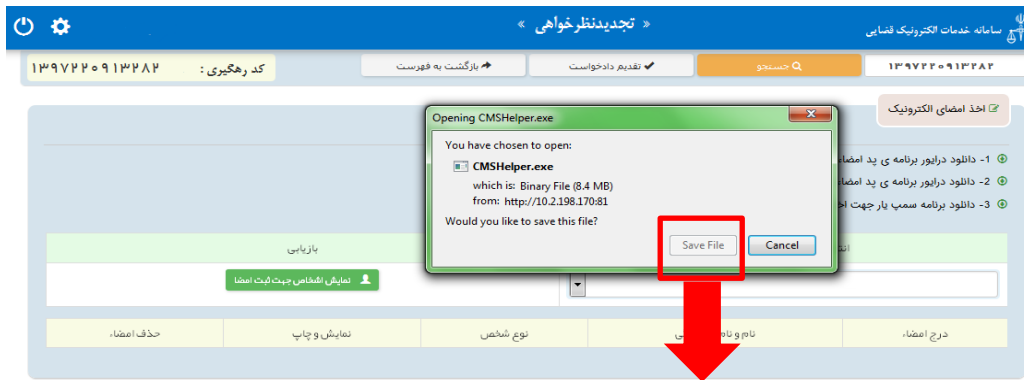 سامانه خدمات الکترونیک قضایی
« تجدیدنظرخواهی »
۱۳۹۷۲۲۰۹۱۳۲۸۲
جستجو
تقدیم دادخواست
بازگشت به فهرست
کد رهگیری : ۱۳۹۷۲۲۰۹۱۳۲۸۲
اخذ امضای الکترونیک
Opening CMSHelper.exe
You have chosen to open:
CMSHelper.exe
which is: Binary File (8.4 MB)
from: http://10.2.198.170:81
Would you like to save this file?
Save File Cancel
1- دانلود درایور برنامه ی پد
2- دانلود درایور برنامه ی پد
3- دانلود برنامه سمپ یار جهت
بازیابی
نمایش اشخاص جهت ثبت امضا
درج امضاء
نام و نام
نوع شخص
نمایش و چاپ
حذف امضاء